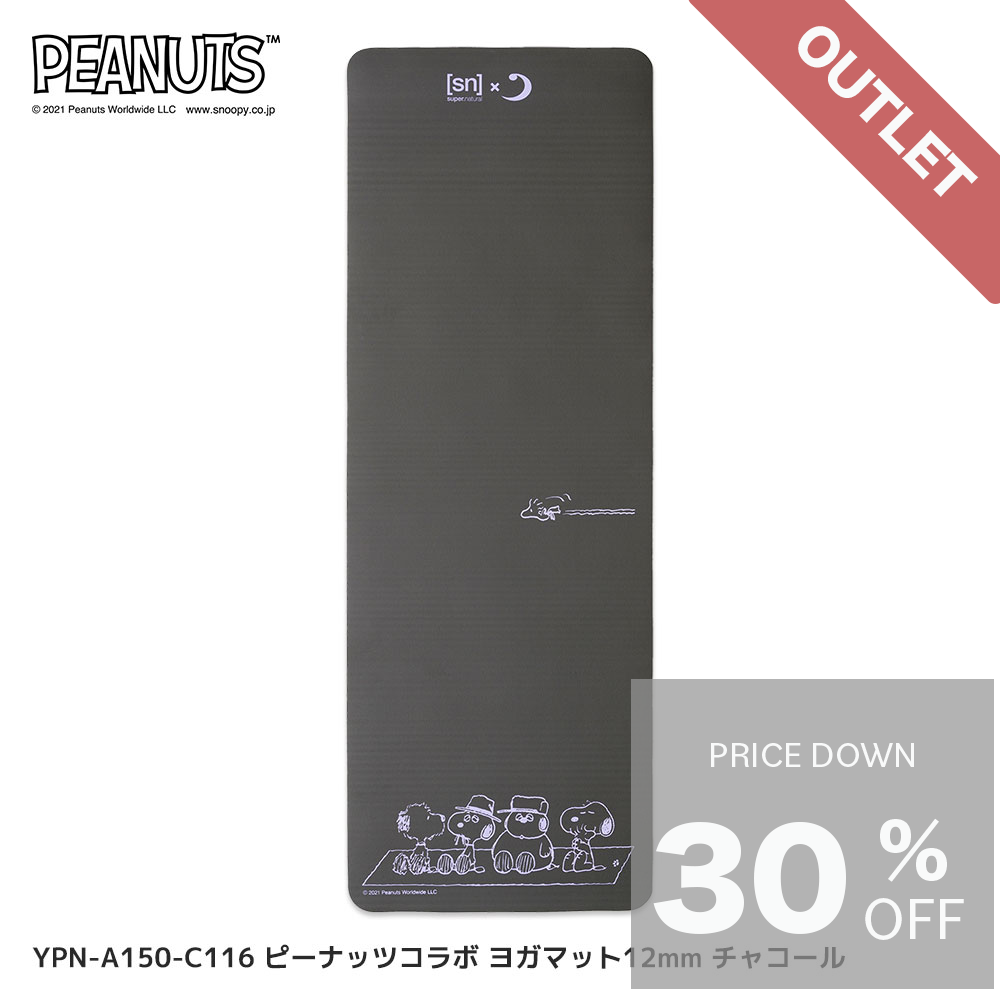 PEANUTS™
© 2021 Peanuts Worldwide LLC www.snoopy.co.jp
OUTLET
[sn] ×
super.natural
PRICE DOWN
30%
OFF
© 2021 Peanuts Worldwide LLC
YPN-A150-C116 ピーナッツコラボ ヨガマット12mm チャコール